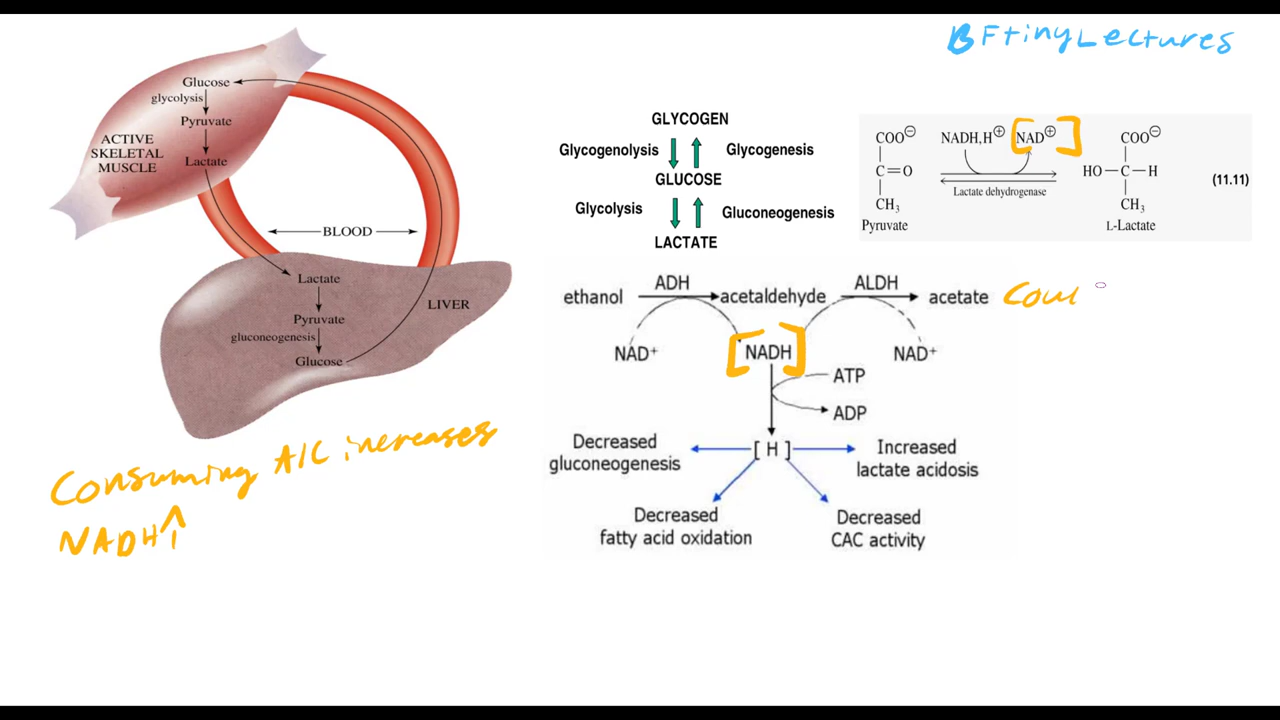 BFtinyLectures
Glucose
glycolysis
Pyruvate
Lactate
ACTIVE
SKELETAL
MUSCLE
BLOOD
Lactate
Pyruvate
gluconeogenesis
Glucose
LIVER
Consuming Alc increases
NADH↑
GLYCOGEN
Glycogenolysis Glycogenesis
GLUCOSE
Glycolysis Gluconeogenesis
LACTATE
COO⊖ NADH,H⊕ [NAD⊕] COO⊖
C=O HO—C—H (11.11)
Lactate dehydrogenase
CH₃ CH₃
Pyruvate L-Lactate
ADH ALDH
ethanol acetaldehyde acetate Cou
NAD⁺ [NADH] NAD⁺
ATP
ADP
Decreased
gluconeogenesis
[ H ]
Increased
lactate acidosis
Decreased
fatty acid oxidation
Decreased
CAC activity